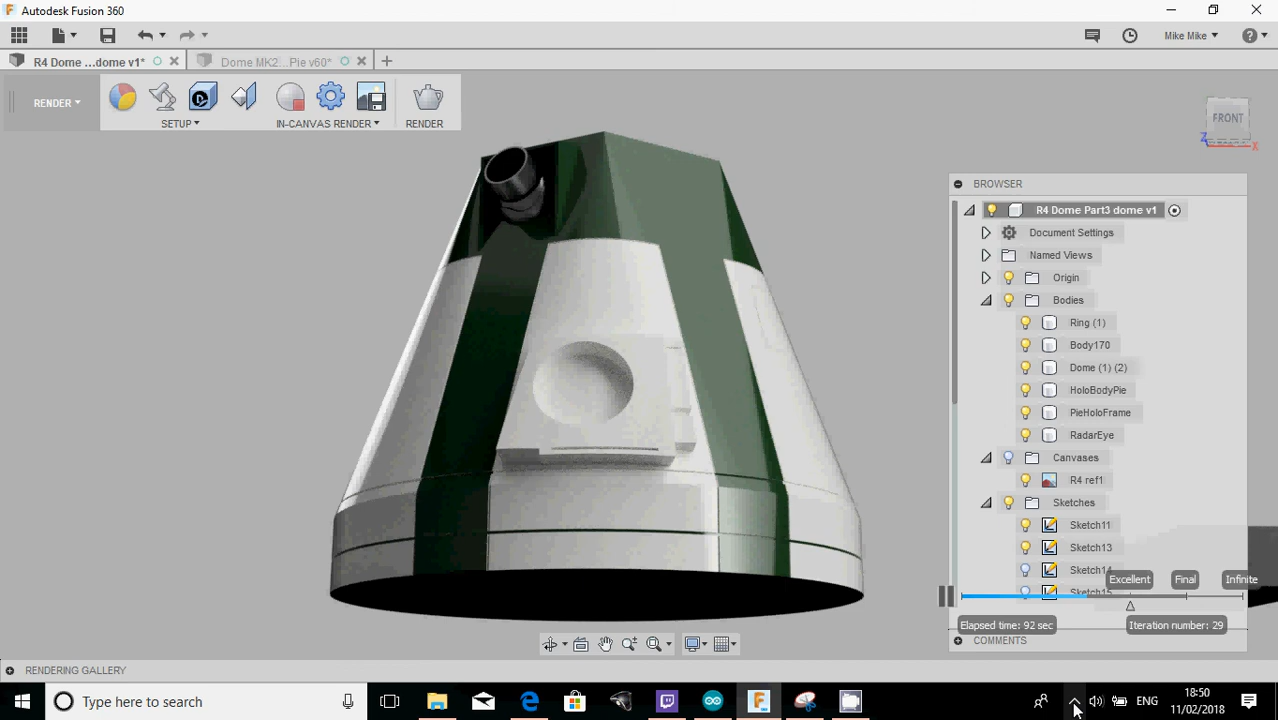 Autodesk Fusion 360
Mike Mike
R4 Dome ...dome v1*
Dome MK2...Pie v60*
RENDER
SETUP
IN-CANVAS RENDER
RENDER
FRONT
Z
X
BROWSER
R4 Dome Part3 dome v1
Document Settings
Named Views
Origin
Bodies
Ring (1)
Body170
Dome (1) (2)
HoloBodyPie
PieHoloFrame
RadarEye
Canvases
R4 ref1
Sketches
Sketch11
Sketch13
Sketch14
Sketch15
Excellent
Final
Infinite
Elapsed time: 92 sec
Iteration number: 29
COMMENTS
RENDERING GALLERY
Type here to search
ENG
18:50
11/02/2018